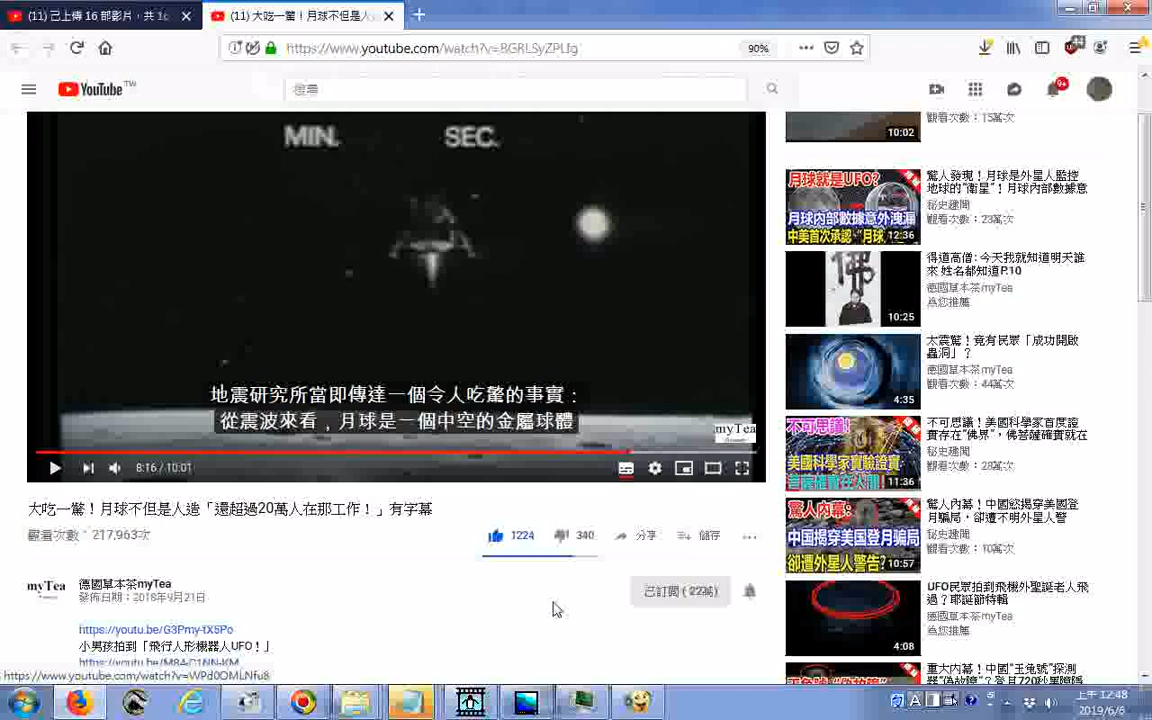 (11) 己上傳 16 部影片，共 1
(11) 大吃一驚！月球不但是人
https://www.youtube.com/watch?v=8GRLSyZPLfg
90%
YouTube TW
搜尋
9+
MIN. SEC.
地震研究所當即傳達一個令人吃驚的事實：
從震波來看，月球是一個中空的金屬球體
myTea
8:16 / 10:01
大吃一驚！月球不但是人造「還超過20萬人在那工作！」有字幕
觀看次數：217,963次
1224
340
分享
儲存
myTea
德國草本茶myTea
發佈日期：2018年9月21日
已訂閱 (22萬)
https://youtu.be/G3Pmy-tX5Po
小男孩拍到「飛行人形機器人UFO！」
https://www.youtube.com/watch?v=WPd0OMLNfu8
10:02
觀看次數：15萬次
月球就是UFO?
月球内部數據意外洩漏
中美首次承認、"月球
12:36
驚人發現！月球是外星人監控
地球的"衛星"！月球內部數據意
秘史趣聞
觀看次數：23萬次
佛
10:25
得道高僧: 今天我就知道明天誰
來 姓名都知道P.10
德國草本茶myTea
為您推薦
4:35
太震驚！竟有民眾「成功開啟
蟲洞」？
德國草本茶myTea
觀看次數：44萬次
不可思議!
美國科學家實驗證實
11:36
不可思議！美國科學家首度證
實存在"佛界"，佛菩薩確實就在
秘史趣聞
觀看次數：28萬次
驚人内幕:
中国揭穿美国登月骗局
卻遭外星人警告?
10:57
驚人內幕！中國慾揭穿美國登
月騙局，卻遭不明外星人警
秘史趣聞
觀看次數：10萬次
4:08
UFO民眾拍到飛機外聖誕老人飛
過？耶誕節特輯
德國草本茶myTea
為您推薦
重大內幕！中國"玉兔號"探測
上午 12:48
2019/6/6